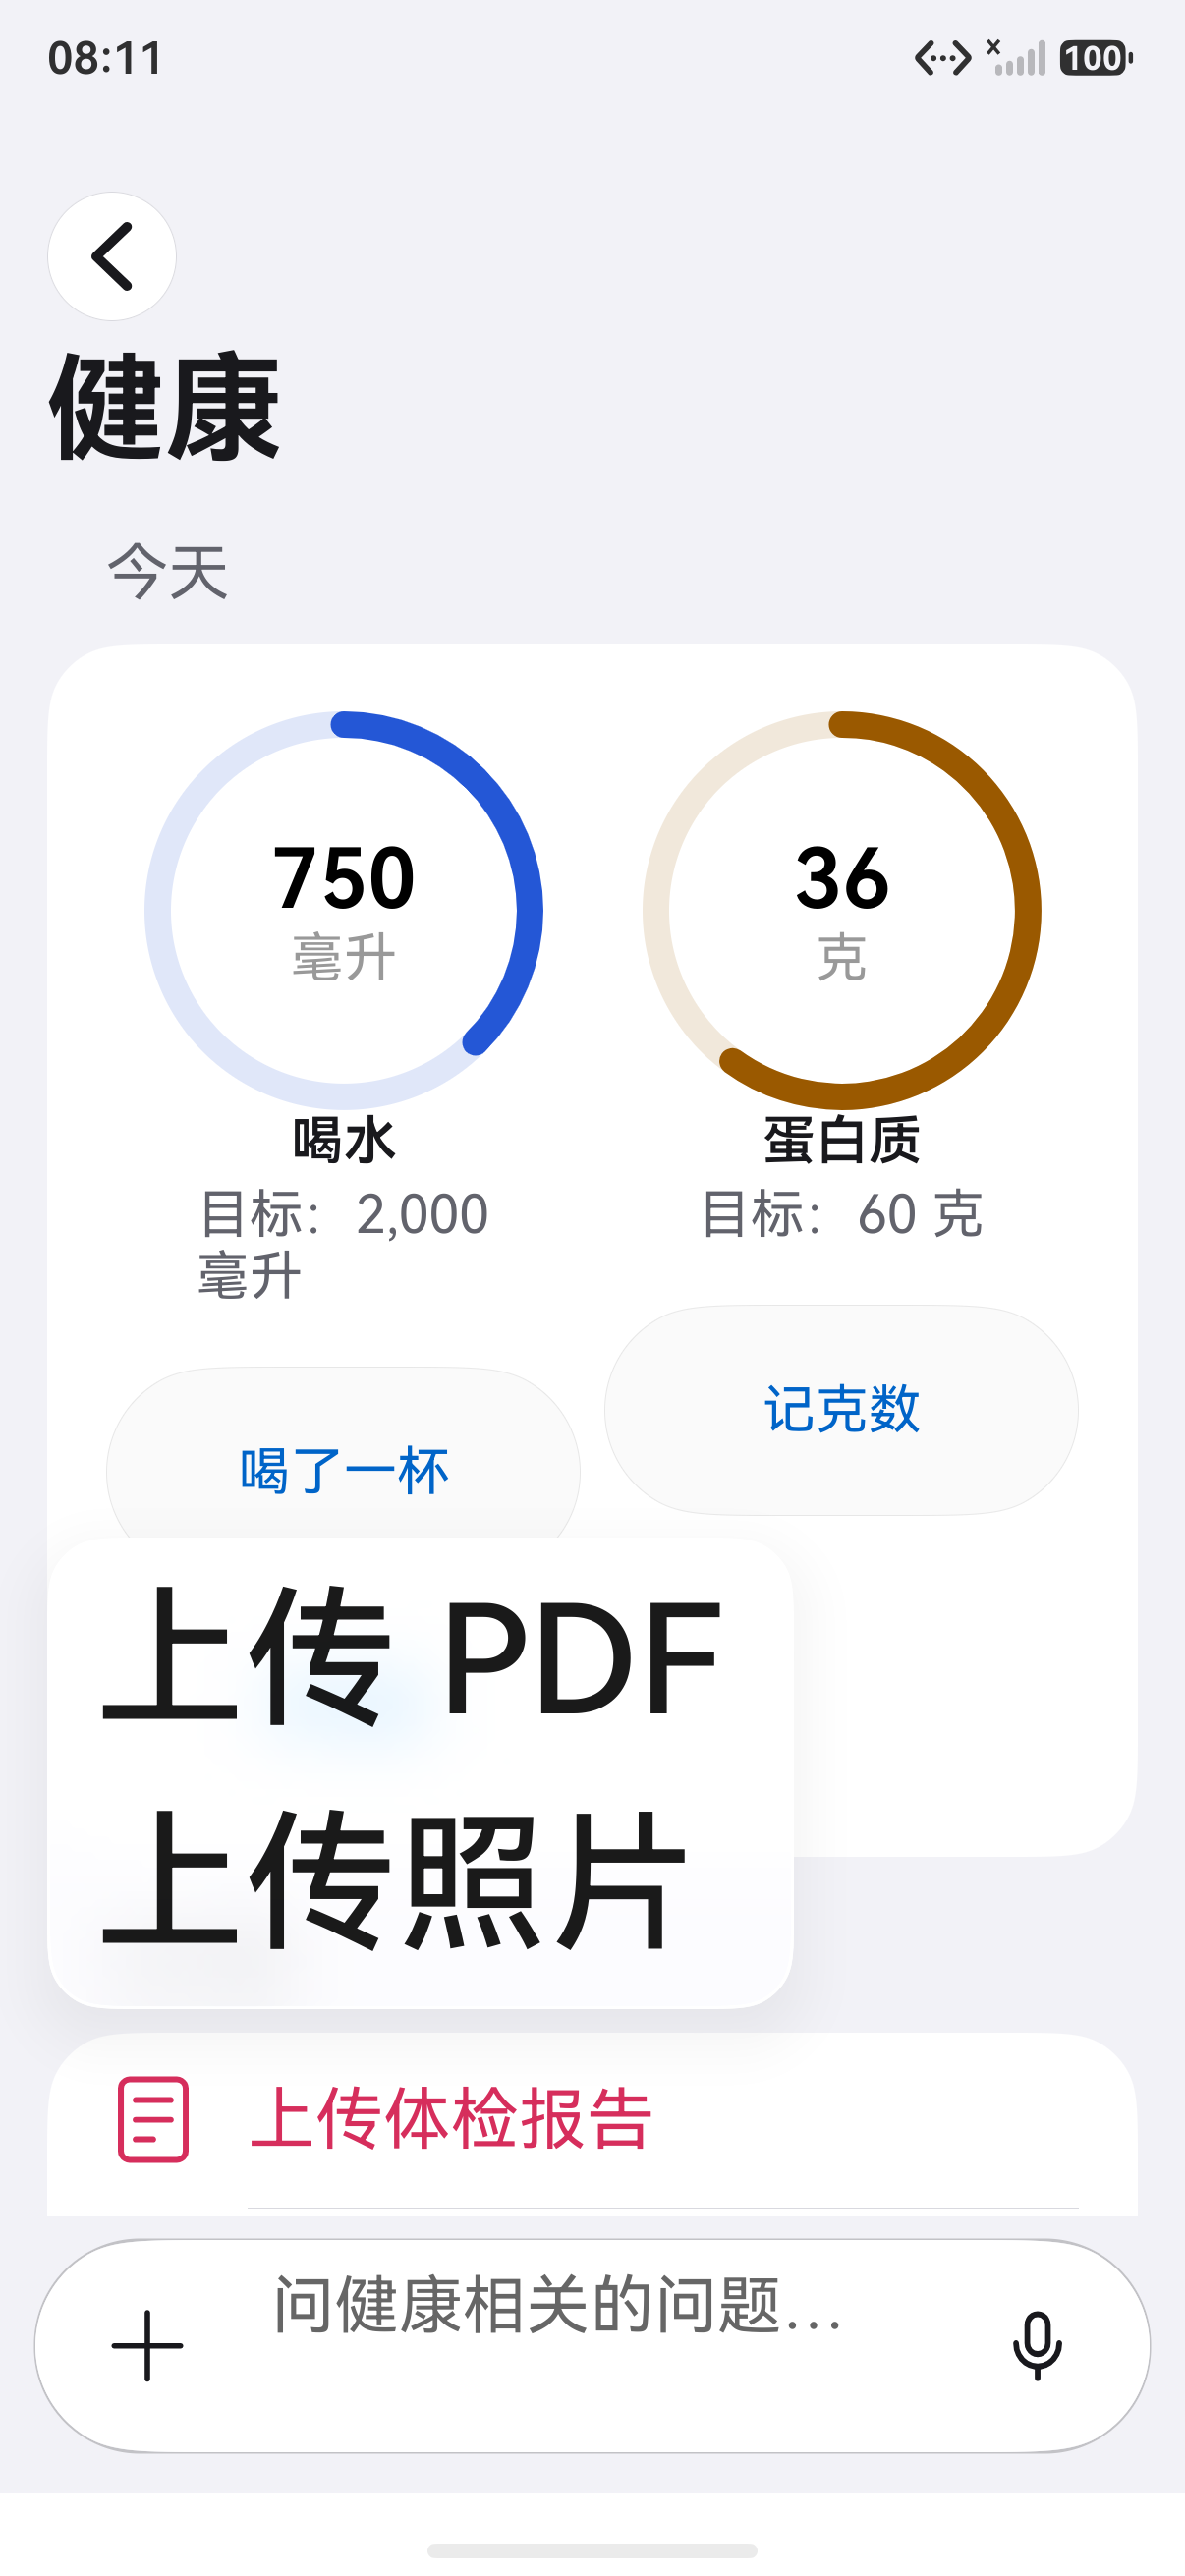 08:11
100
健康
今天
750
毫升
36
克
喝水
蛋白质
目标：2,000
毫升
目标：60 克
记克数
喝了一杯
上传 PDF
上传照片
上传体检报告
问健康相关的问题…